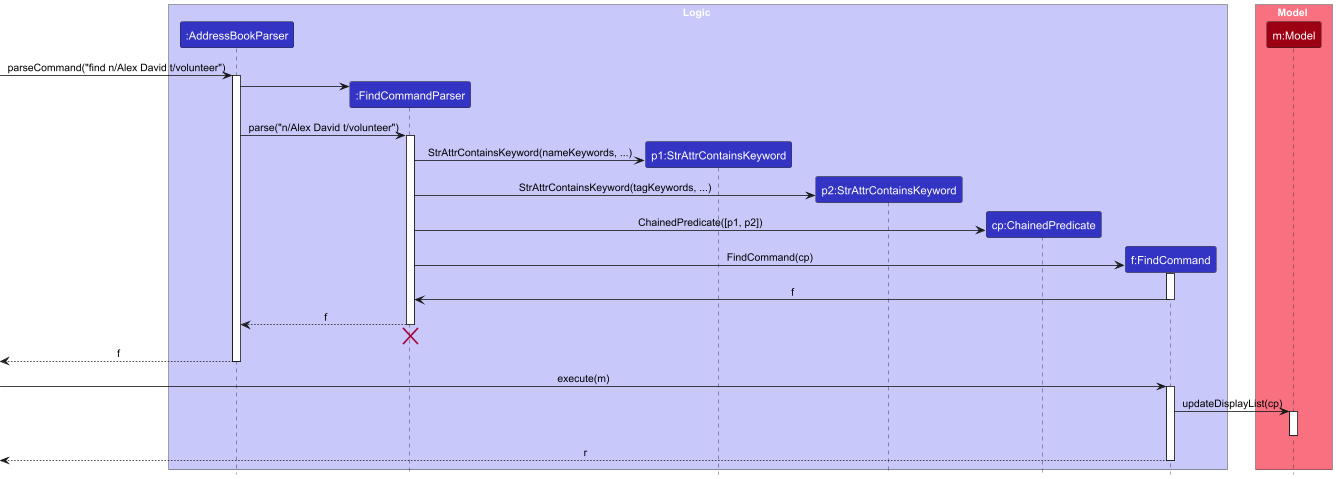 Logic
Model
:AddressBookParser
m:Model
parseCommand("find n/Alex David t/volunteer")
:FindCommandParser
parse("n/Alex David t/volunteer")
StrAttrContainsKeyword(nameKeywords, ...)
p1:StrAttrContainsKeyword
StrAttrContainsKeyword(tagKeywords, ...)
p2:StrAttrContainsKeyword
ChainedPredicate([p1, p2])
cp:ChainedPredicate
FindCommand(cp)
f:FindCommand
f
f
f
execute(m)
updateDisplayList(cp)
r